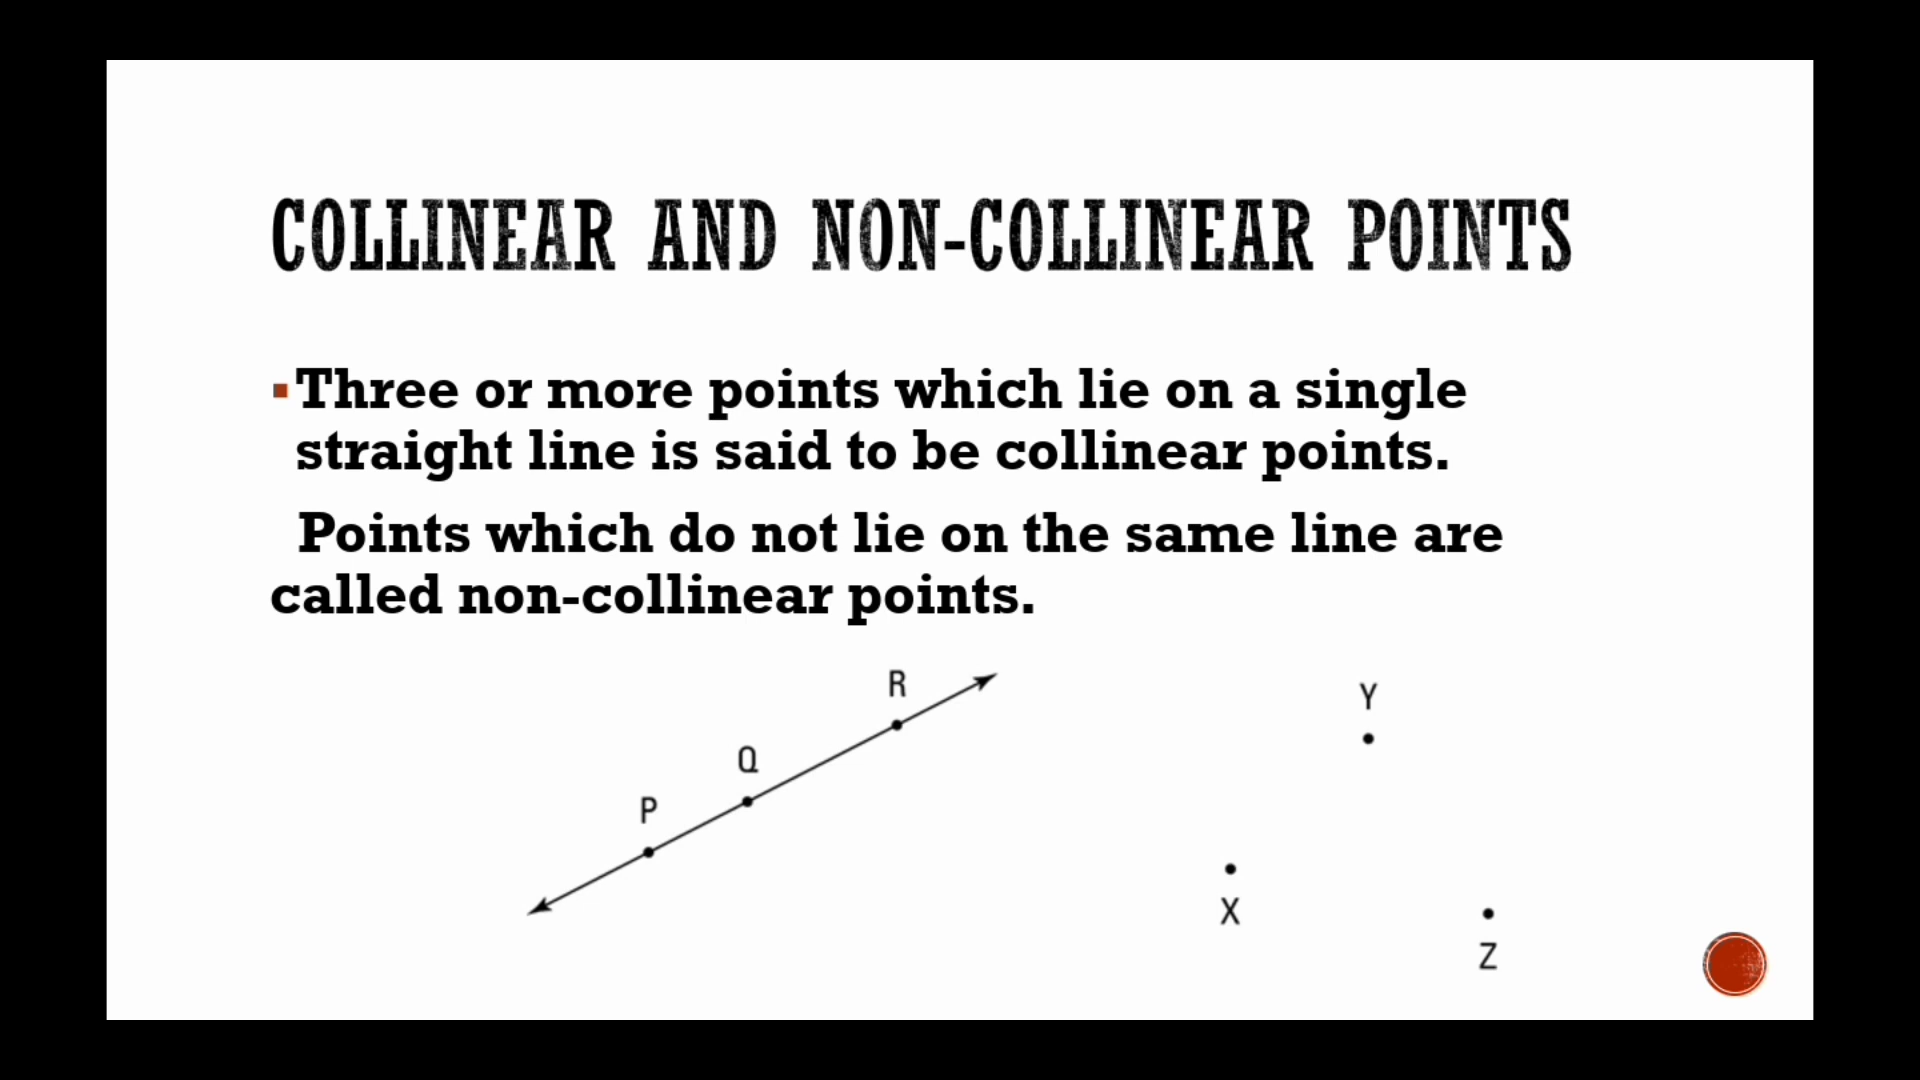 COLLINEAR AND NON-COLLINEAR POINTS
Three or more points which lie on a single
straight line is said to be collinear points.
Points which do not lie on the same line are
called non-collinear points.
R
Y
Q
P
X
Z